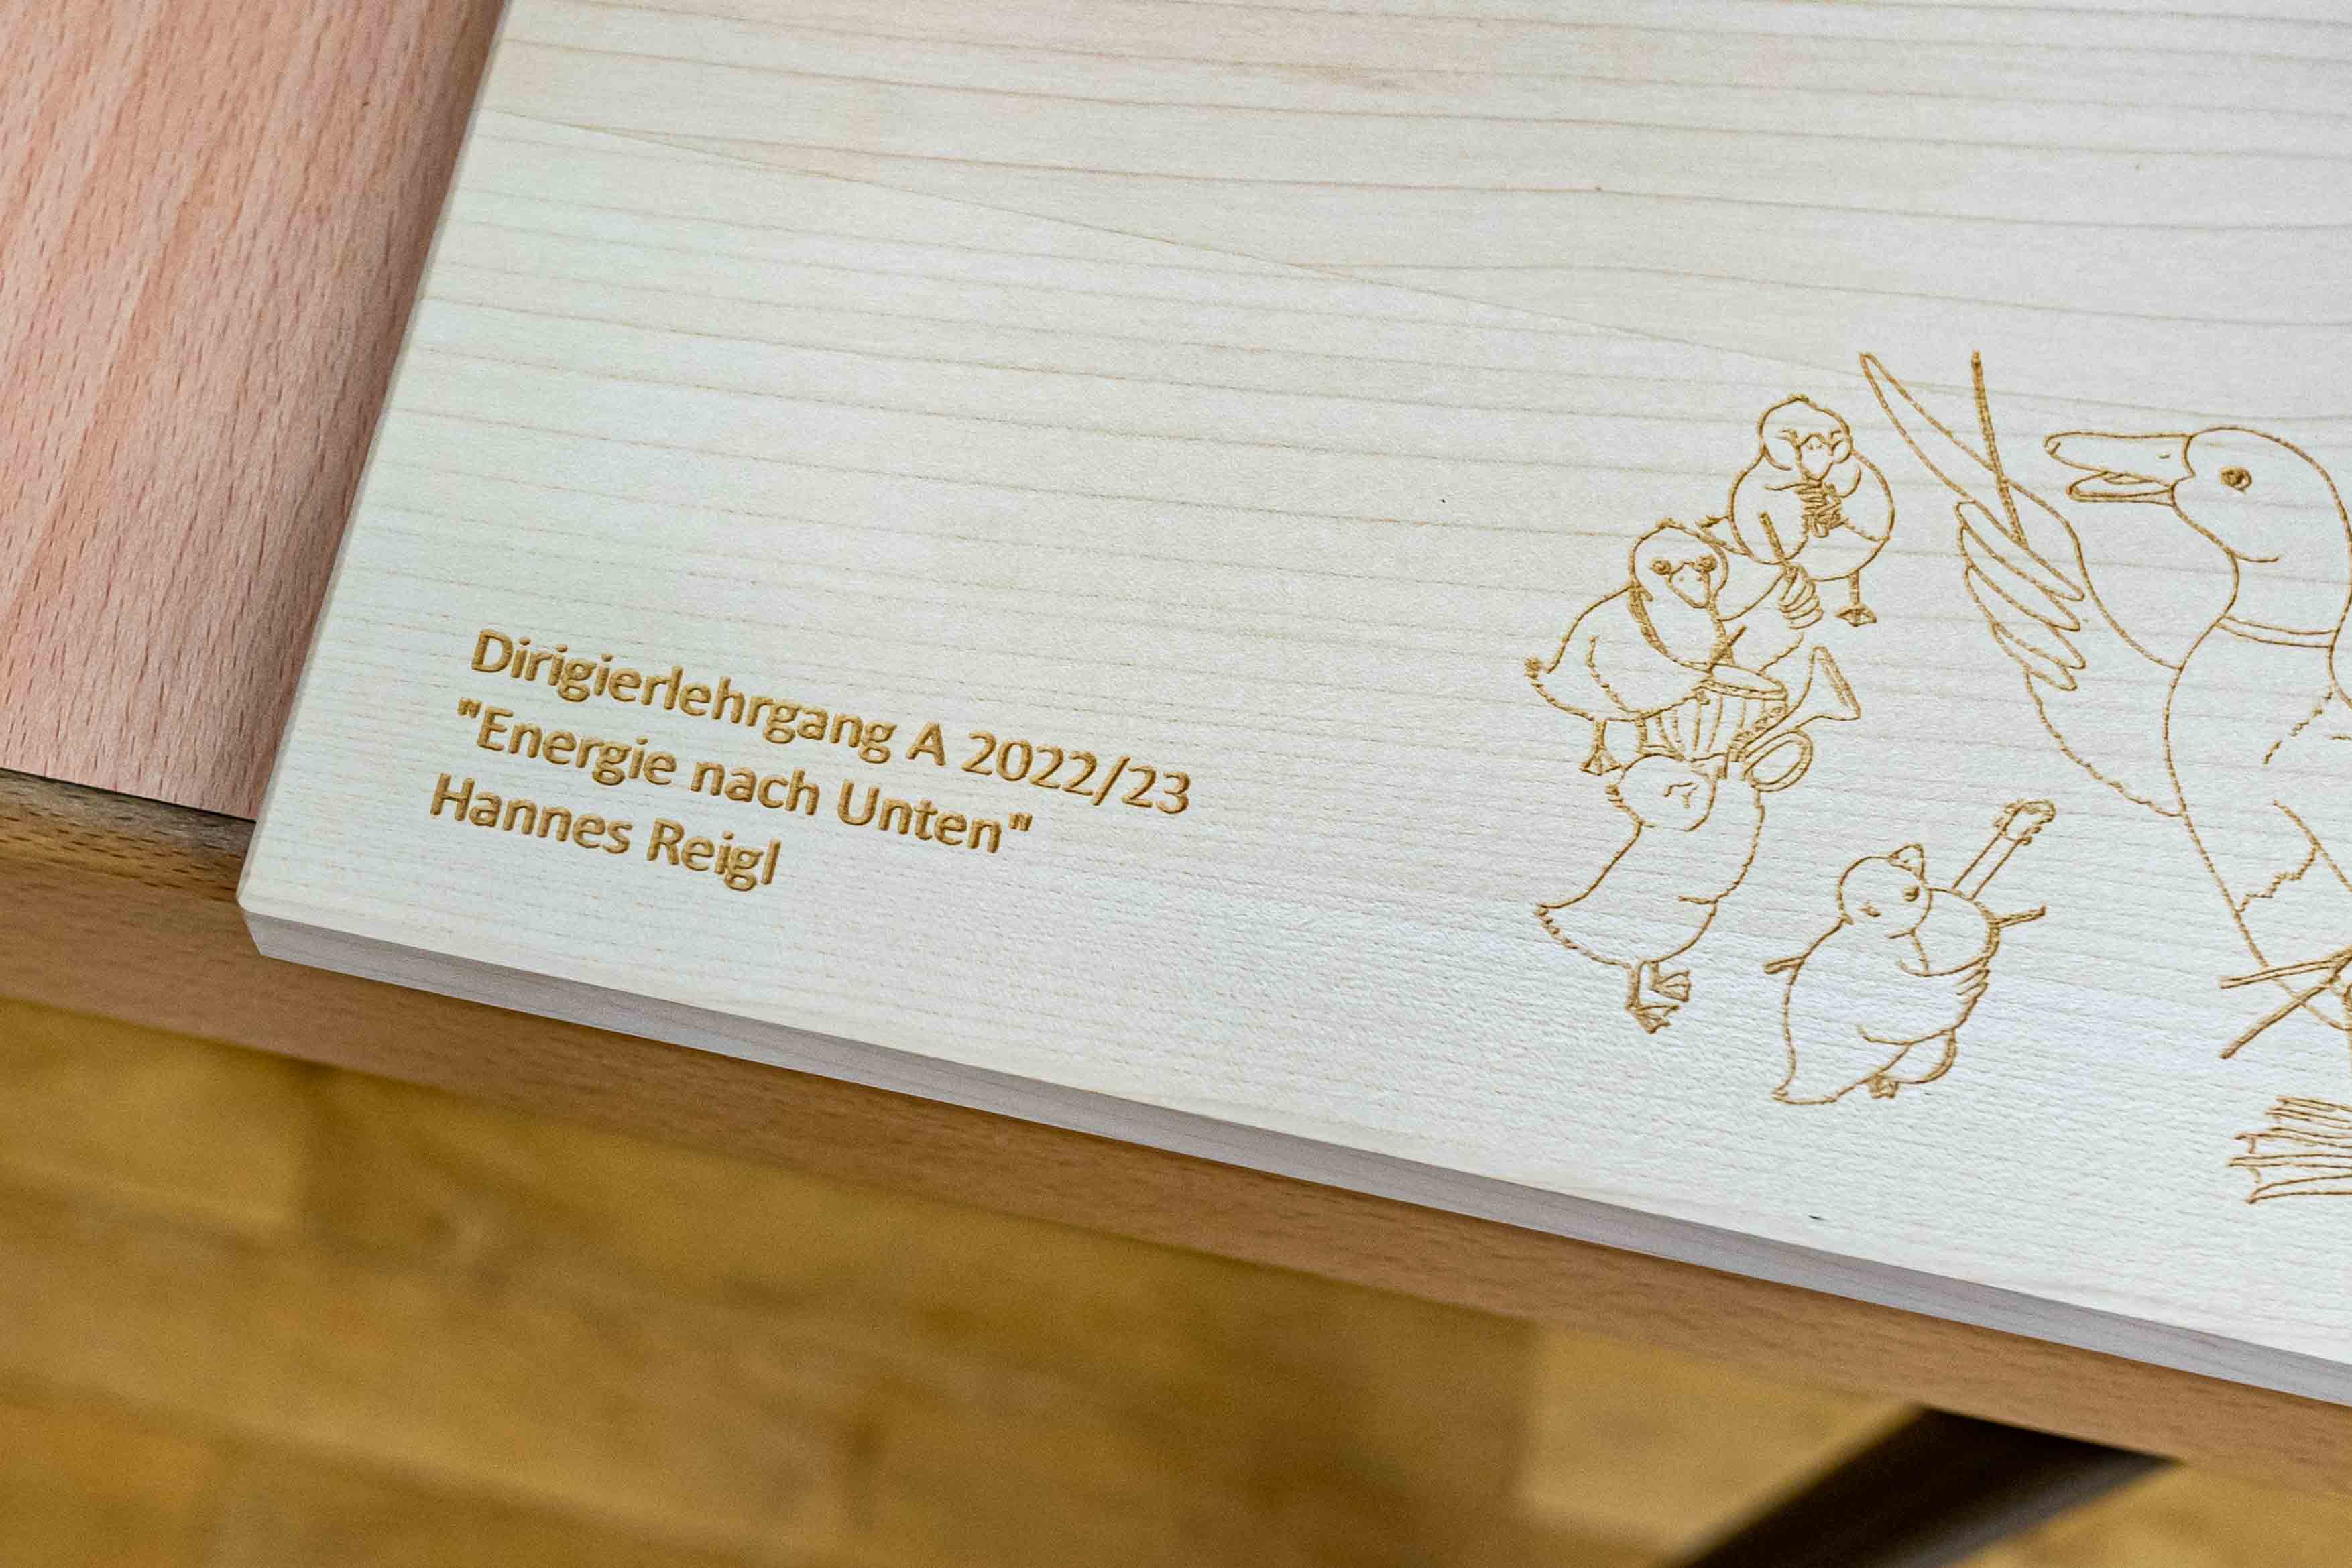 Dirigierlehrgang A 2022/23
"Energie nach Unten"
Hannes Reigl